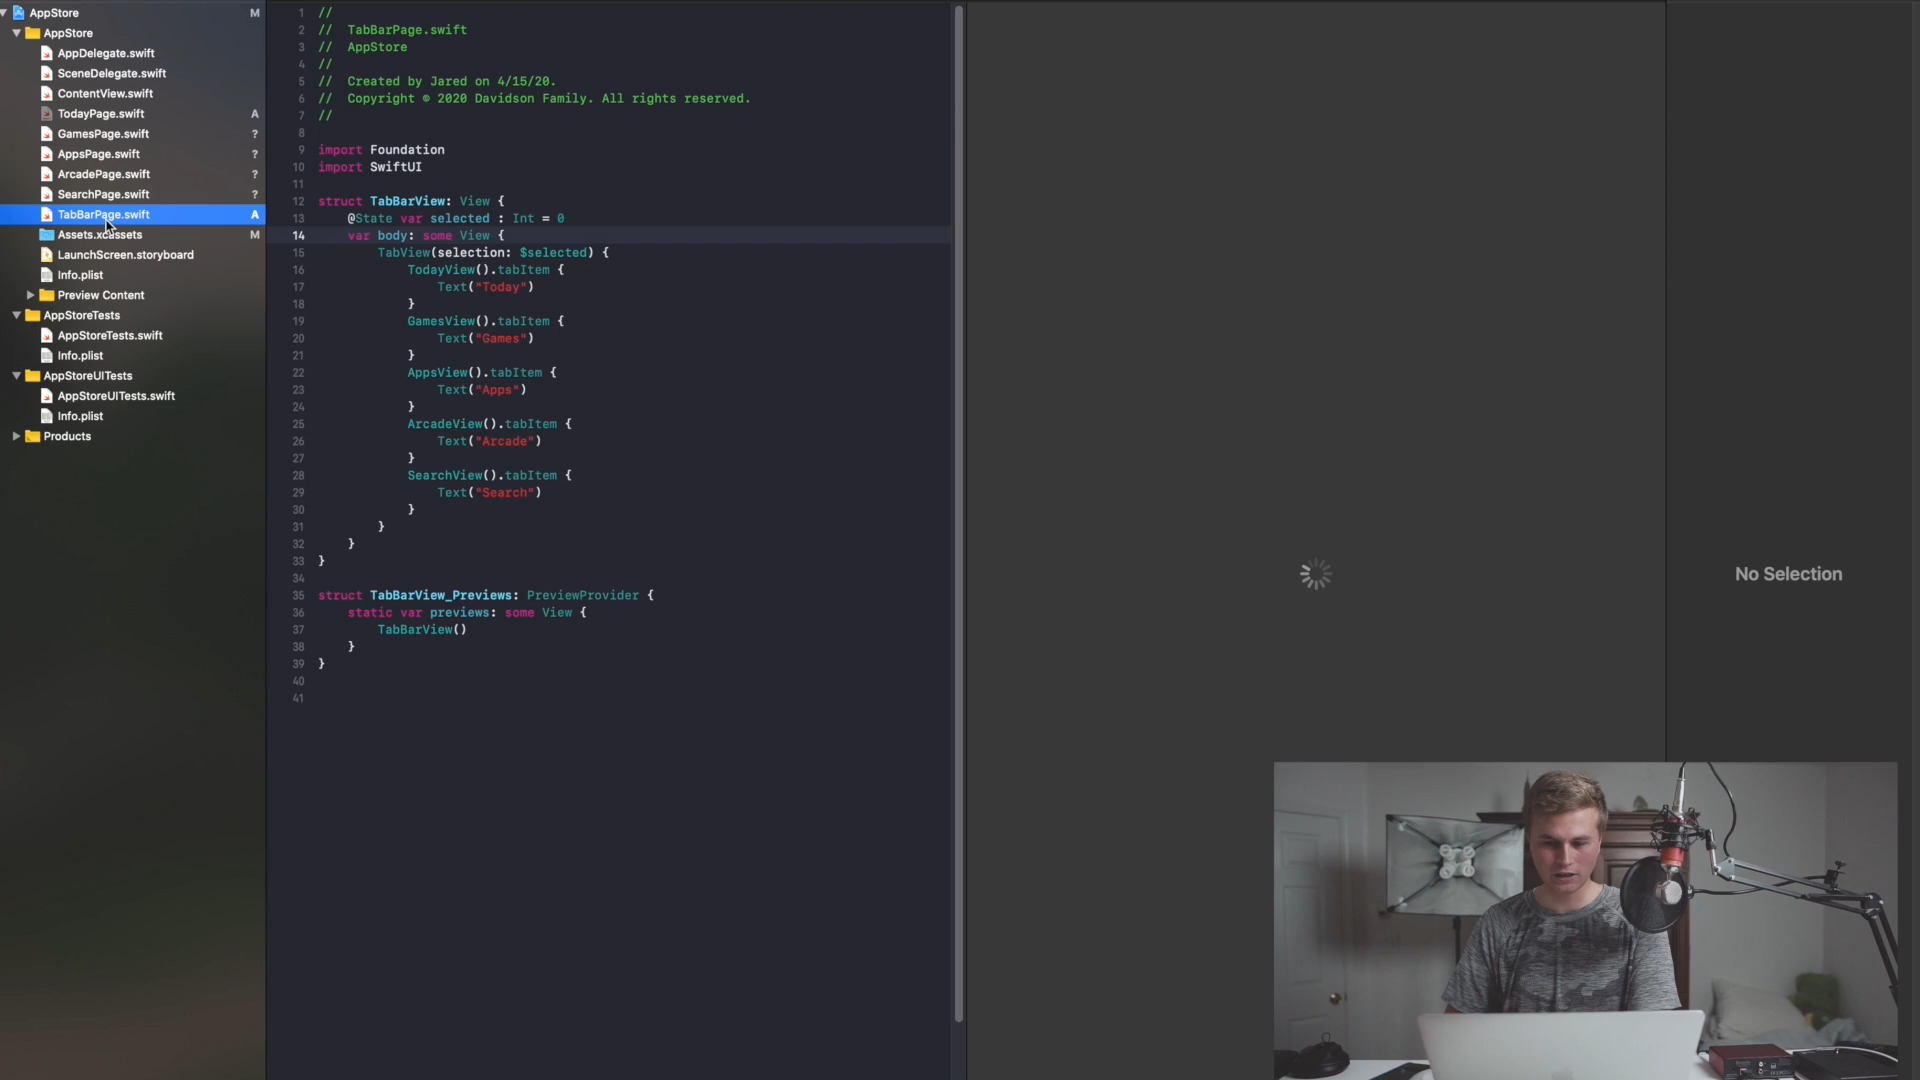 AppStore M
AppStore
AppDelegate.swift
SceneDelegate.swift
ContentView.swift
TodayPage.swift A
GamesPage.swift ?
AppsPage.swift ?
ArcadePage.swift ?
SearchPage.swift ?
TabBarPage.swift A
Assets.xcassets M
LaunchScreen.storyboard
Info.plist
Preview Content
AppStoreTests
AppStoreTests.swift
Info.plist
AppStoreUITests
AppStoreUITests.swift
Info.plist
Products
1 //
2 //  TabBarPage.swift
3 //  AppStore
4 //
5 //  Created by Jared on 4/15/20.
6 //  Copyright © 2020 Davidson Family. All rights reserved.
7 //
8
9 import Foundation
10 import SwiftUI
11
12 struct TabBarView: View {
13     @State var selected : Int = 0
14     var body: some View {
15         TabView(selection: $selected) {
16             TodayView().tabItem {
17                 Text("Today")
18             }
19             GamesView().tabItem {
20                 Text("Games")
21             }
22             AppsView().tabItem {
23                 Text("Apps")
24             }
25             ArcadeView().tabItem {
26                 Text("Arcade")
27             }
28             SearchView().tabItem {
29                 Text("Search")
30             }
31         }
32     }
33 }
34
35 struct TabBarView_Previews: PreviewProvider {
36     static var previews: some View {
37         TabBarView()
38     }
39 }
40
41
No Selection